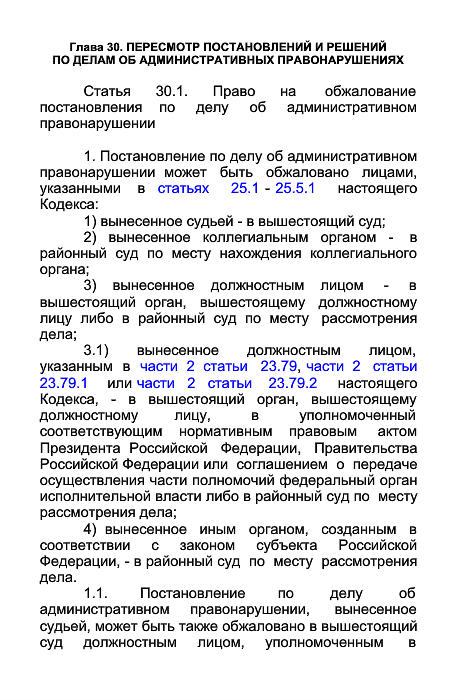 Глава 30. ПЕРЕСМОТР ПОСТАНОВЛЕНИЙ И РЕШЕНИЙ
ПО ДЕЛАМ ОБ АДМИНИСТРАТИВНЫХ ПРАВОНАРУШЕНИЯХ
Статья 30.1. Право на обжалование
постановления по делу об административном
правонарушении
1. Постановление по делу об административном
правонарушении может быть обжаловано лицами,
указанными в статьях 25.1 - 25.5.1 настоящего
Кодекса:
1) вынесенное судьей - в вышестоящий суд;
2) вынесенное коллегиальным органом - в
районный суд по месту нахождения коллегиального
органа;
3) вынесенное должностным лицом - в
вышестоящий орган, вышестоящему должностному
лицу либо в районный суд по месту рассмотрения
дела;
3.1) вынесенное должностным лицом,
указанным в части 2 статьи 23.79, части 2 статьи
23.79.1 или части 2 статьи 23.79.2 настоящего
Кодекса, - в вышестоящий орган, вышестоящему
должностному лицу, в уполномоченный
соответствующим нормативным правовым актом
Президента Российской Федерации, Правительства
Российской Федерации или соглашением о передаче
осуществления части полномочий федеральный орган
исполнительной власти либо в районный суд по месту
рассмотрения дела;
4) вынесенное иным органом, созданным в
соответствии с законом субъекта Российской
Федерации, - в районный суд по месту рассмотрения
дела.
1.1. Постановление по делу об
административном правонарушении, вынесенное
судьей, может быть также обжаловано в вышестоящий
суд должностным лицом, уполномоченным в